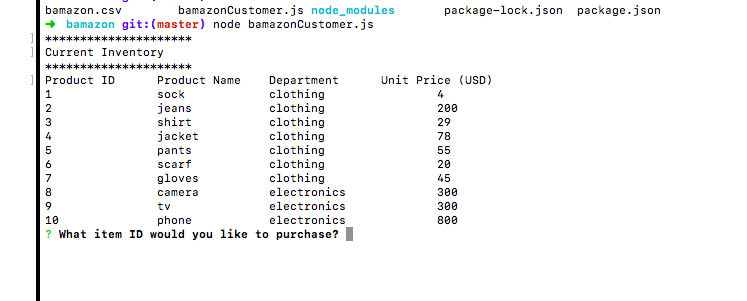 bamazon.csv bamazonCustomer.js node_modules package-lock.json package.json
➜ bamazon git:(master) node bamazonCustomer.js
*********************
Current Inventory
*********************
Product ID Product Name Department Unit Price (USD)
1 sock clothing 4
2 jeans clothing 200
3 shirt clothing 29
4 jacket clothing 78
5 pants clothing 55
6 scarf clothing 20
7 gloves clothing 45
8 camera electronics 300
9 tv electronics 300
10 phone electronics 800
? What item ID would you like to purchase?